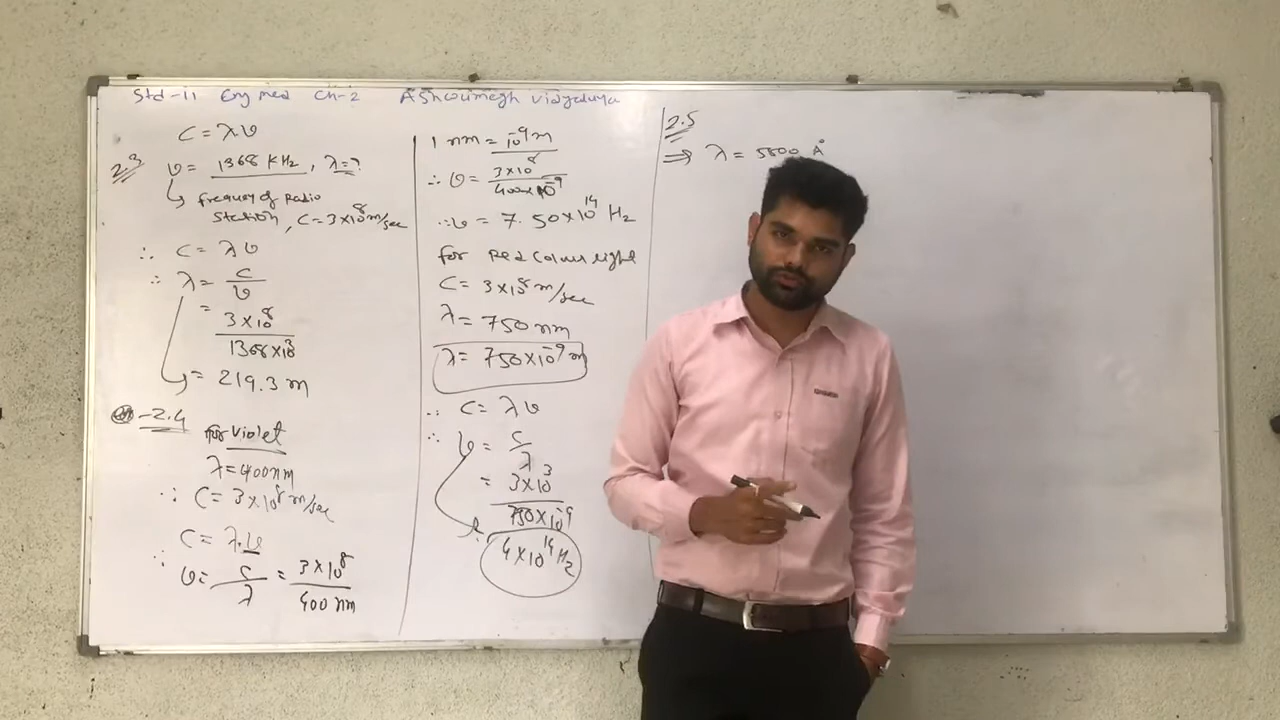 Std-11 Eng med Ch-2 Ashwamegh vidyalaya
C = λυ
2.3 υ = 1368 KHz, λ = ?
↳ frequency of Radio
station, C = 3×10⁸ m/sec
∴ C = λυ
∴ λ = C/υ
= 3×10⁸ / 1368×10³
= 219.3 m
-2.4 for violet
λ = 400nm
∴ C = 3×10⁸ m/sec
C = λ.υ
∴ υ = C/λ = 3×10⁸ / 400 nm
1 nm = 10⁻⁹ m
∴ υ = 3×10⁸ / 400×10⁻⁹
∴ υ = 7.50×10¹⁴ Hz
for Red Colour light
C = 3×10⁸ m/sec
λ = 750 nm
λ = 750×10⁻⁹ m
∴ C = λυ
∴ υ = C/λ
= 3×10³ / 750×10⁻⁹
4×10¹⁴ Hz
2.5
⇒ λ = 5800 Å